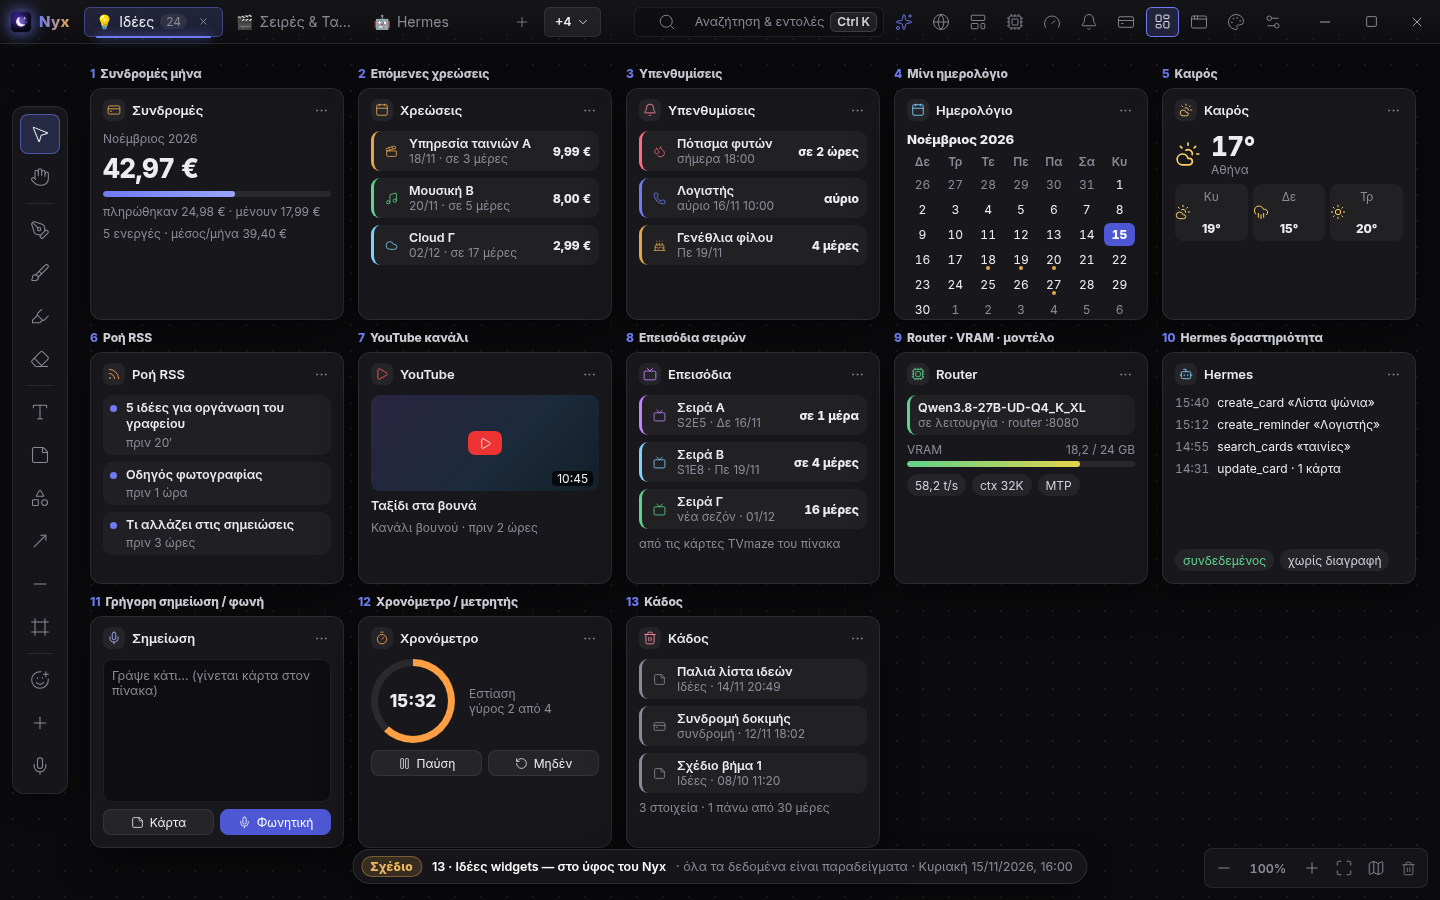 Nyx
Ιδέες 24
Σειρές & Τα...
Hermes
+4
Αναζήτηση & εντολές Ctrl K
1 Συνδρομές μήνα
Συνδρομές
Νοέμβριος 2026
42,97 €
πληρώθηκαν 24,98 € · μένουν 17,99 €
5 ενεργές · μέσος/μήνα 39,40 €
2 Επόμενες χρεώσεις
Χρεώσεις
Υπηρεσία ταινιών Α 9,99 €
18/11 · σε 3 μέρες
Μουσική Β 8,00 €
20/11 · σε 5 μέρες
Cloud Γ 2,99 €
02/12 · σε 17 μέρες
3 Υπενθυμίσεις
Υπενθυμίσεις
Πότισμα φυτών σε 2 ώρες
σήμερα 18:00
Λογιστής αύριο
αύριο 16/11 10:00
Γενέθλια φίλου 4 μέρες
Πε 19/11
4 Μίνι ημερολόγιο
Ημερολόγιο
Νοέμβριος 2026
Δε Τρ Τε Πε Πα Σα Κυ
26 27 28 29 30 31 1
2 3 4 5 6 7 8
9 10 11 12 13 14 15
16 17 18 19 20 21 22
23 24 25 26 27 28 29
30 1 2 3 4 5 6
5 Καιρός
Καιρός
17°
Αθήνα
Κυ Δε Τρ
19° 15° 20°
6 Ροή RSS
Ροή RSS
5 ιδέες για οργάνωση του
γραφείου
πριν 20'
Οδηγός φωτογραφίας
πριν 1 ώρα
Τι αλλάζει στις σημειώσεις
πριν 3 ώρες
7 YouTube κανάλι
YouTube
10:45
Ταξίδι στα βουνά
Κανάλι βουνού · πριν 2 ώρες
8 Επεισόδια σειρών
Επεισόδια
Σειρά Α σε 1 μέρα
S2E5 · Δε 16/11
Σειρά Β σε 4 μέρες
S1E8 · Πε 19/11
Σειρά Γ 16 μέρες
νέα σεζόν · 01/12
από τις κάρτες TVmaze του πίνακα
9 Router · VRAM · μοντέλο
Router
Qwen3.8-27B-UD-Q4_K_XL
σε λειτουργία · router :8080
VRAM 18,2 / 24 GB
58,2 t/s ctx 32K MTP
10 Hermes δραστηριότητα
Hermes
15:40 create_card «Λίστα ψώνια»
15:12 create_reminder «Λογιστής»
14:55 search_cards «ταινίες»
14:31 update_card · 1 κάρτα
συνδεδεμένος χωρίς διαγραφή
11 Γρήγορη σημείωση / φωνή
Σημείωση
Γράψε κάτι... (γίνεται κάρτα στον
πίνακα)
Κάρτα Φωνητική
12 Χρονόμετρο / μετρητής
Χρονόμετρο
15:32
Εστίαση
γύρος 2 από 4
Παύση Μηδέν
13 Κάδος
Κάδος
Παλιά λίστα ιδεών
Ιδέες · 14/11 20:49
Συνδρομή δοκιμής
συνδρομή · 12/11 18:02
Σχέδιο βήμα 1
Ιδέες · 08/10 11:20
3 στοιχεία · 1 πάνω από 30 μέρες
Σχέδιο 13 · Ιδέες widgets — στο ύφος του Nyx · όλα τα δεδομένα είναι παραδείγματα · Κυριακή 15/11/2026, 16:00
100%